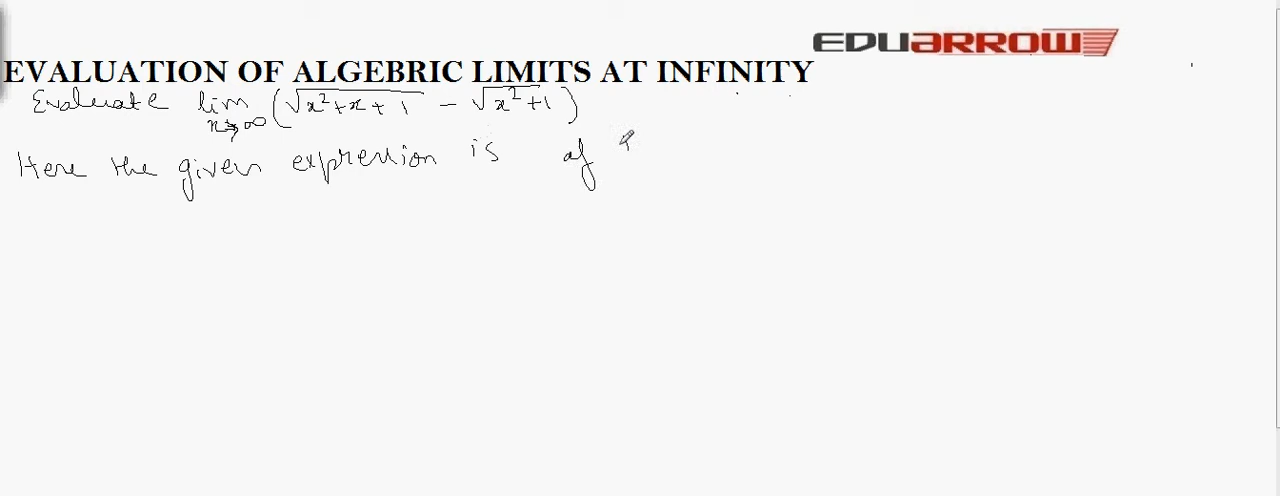 EDUARROW
EVALUATION OF ALGEBRIC LIMITS AT INFINITY
Evaluate lim x→∞ (√x²+x+1 − √x²+1)
Here the given expression is of